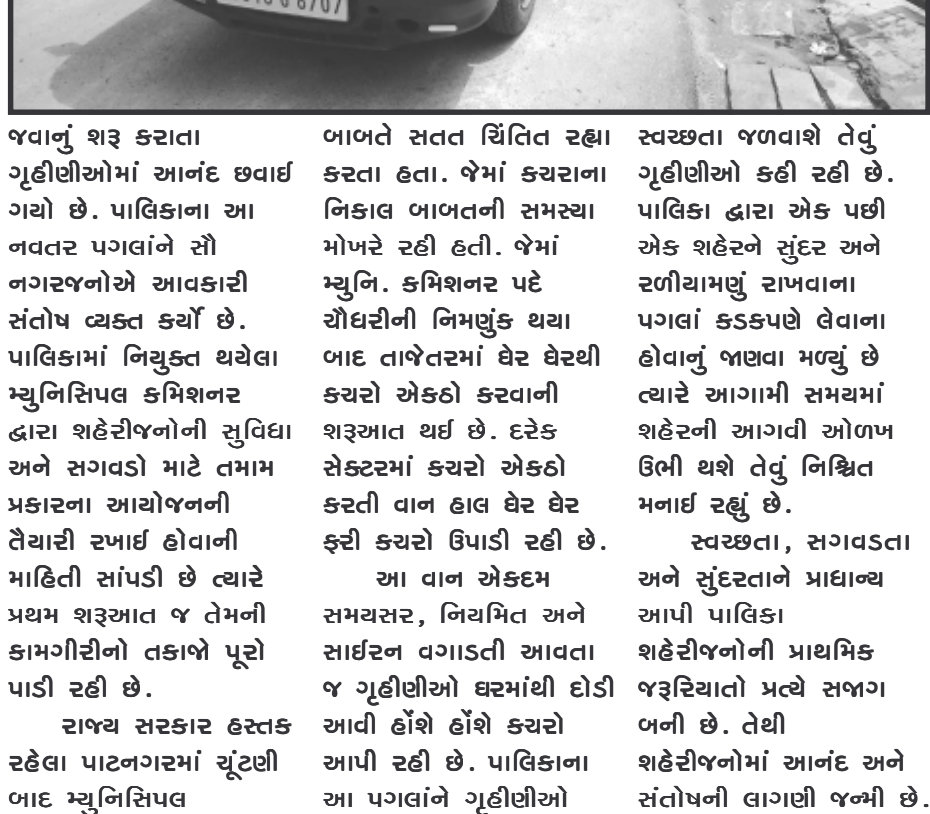 જવાનું શરૂ કરાતા
ગૃહીણીઓમાં આનંદ છવાઈ
ગયો છે. પાલિકાના આ
નવતર પગલાંને સૌ
નગરજનોએ આવકારી
સંતોષ વ્યક્ત કર્યો છે.
પાલિકામાં નિયુક્ત થયેલા
મ્યુનિસિપલ કમિશનર
દ્વારા શહેરીજનોની સુવિધા
અને સગવડો માટે તમામ
પ્રકારના આયોજનની
તૈયારી રખાઈ હોવાની
માહિતી સાંપડી છે ત્યારે
પ્રથમ શરૂઆત જ તેમની
કામગીરીનો તકાજો પૂરો
પાડી રહી છે.
રાજ્ય સરકાર હસ્તક
રહેલા પાટનગરમાં ચૂંટણી
બાદ મ્યુનિસિપલ
બાબતે સતત ચિંતિત રહ્યા
કરતા હતા. જેમાં કચરાના
નિકાલ બાબતની સમસ્યા
મોખરે રહી હતી. જેમાં
મ્યુનિ. કમિશનર પદે
ચૌધરીની નિમણુંક થયા
બાદ તાજેતરમાં ઘેર ઘેરથી
કચરો એકઠો કરવાની
શરૂઆત થઈ છે. દરેક
સેક્ટરમાં કચરો એકઠો
કરતી વાન હાલ ઘેર ઘેર
ફરી કચરો ઉપાડી રહી છે.
આ વાન એકદમ
સમયસર, નિયમિત અને
સાઈરન વગાડતી આવતા
જ ગૃહીણીઓ ઘરમાંથી દોડી
આવી હોંશે હોંશે કચરો
આપી રહી છે. પાલિકાના
આ પગલાંને ગૃહીણીઓ
સ્વચ્છતા જળવાશે તેવું
ગૃહીણીઓ કહી રહી છે.
પાલિકા દ્વારા એક પછી
એક શહેરને સુંદર અને
રળીયામણું રાખવાના
પગલાં કડકપણે લેવાના
હોવાનું જાણવા મળ્યું છે
ત્યારે આગામી સમયમાં
શહેરની આગવી ઓળખ
ઉભી થશે તેવું નિશ્ચિત
મનાઈ રહ્યું છે.
સ્વચ્છતા, સગવડતા
અને સુંદરતાને પ્રાધાન્ય
આપી પાલિકા
શહેરીજનોની પ્રાથમિક
જરૂરિયાતો પ્રત્યે સજાગ
બની છે. તેથી
શહેરીજનોમાં આનંદ અને
સંતોષની લાગણી જન્મી છે.